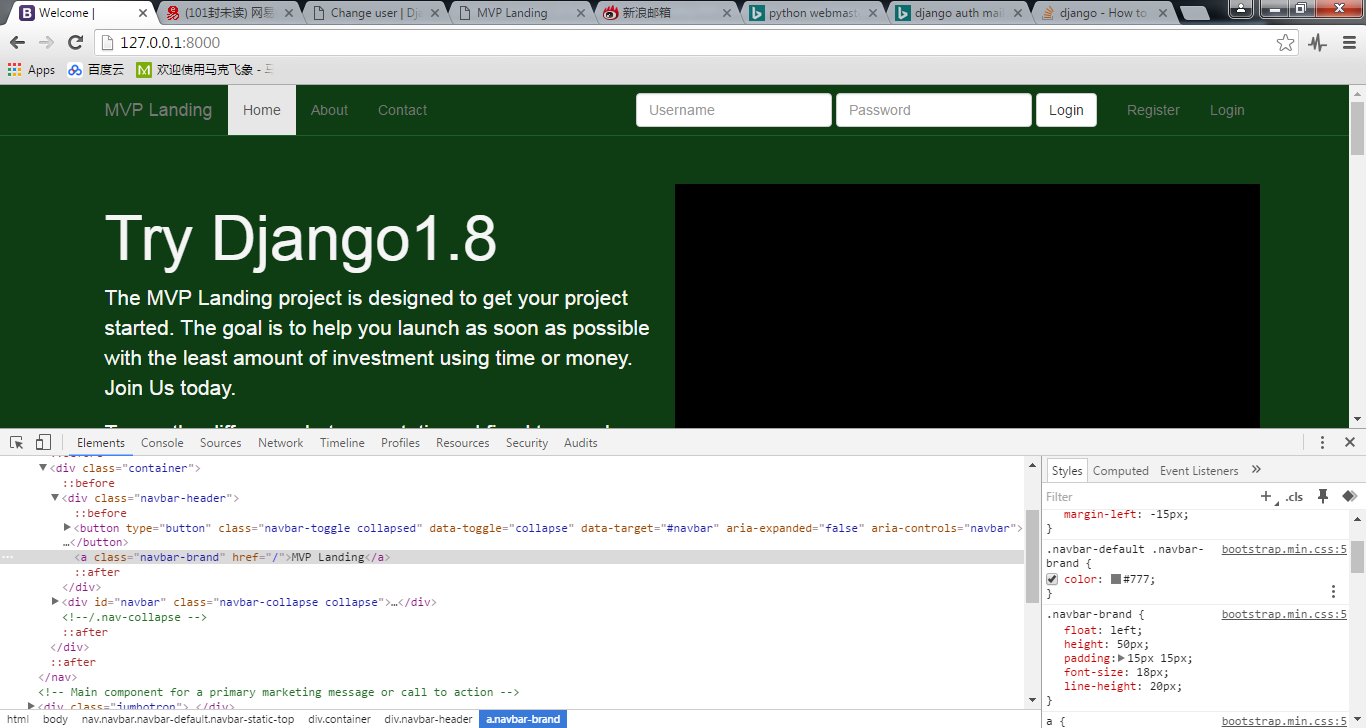 Welcome |
(101封未读) 网易
Change user | Dja
MVP Landing
新浪邮箱
python webmaste
django auth mail
django - How to
127.0.0.1:8000
Apps
百度云
欢迎使用马克飞象 - 马
MVP Landing
Home
About
Contact
Username
Password
Login
Register
Login
Try Django1.8
The MVP Landing project is designed to get your project
started. The goal is to help you launch as soon as possible
with the least amount of investment using time or money.
Join Us today.
Elements
Console
Sources
Network
Timeline
Profiles
Resources
Security
Audits
::before
<div class="container">
::before
<div class="navbar-header">
::before
<button type="button" class="navbar-toggle collapsed" data-toggle="collapse" data-target="#navbar" aria-expanded="false" aria-controls="navbar">
…</button>
<a class="navbar-brand" href="/">MVP Landing</a>
::after
</div>
<div id="navbar" class="navbar-collapse collapse">…</div>
<!--/.nav-collapse -->
::after
</div>
::after
</nav>
<!-- Main component for a primary marketing message or call to action -->
<div class="jumbotron">…</div>
html
body
nav.navbar.navbar-default.navbar-static-top
div.container
div.navbar-header
a.navbar-brand
Styles
Computed
Event Listeners
»
Filter
.cls
margin-left: -15px;
}
.navbar-default .navbar-
bootstrap.min.css:5
brand {
color: #777;
}
.navbar-brand {
bootstrap.min.css:5
float: left;
height: 50px;
padding: 15px 15px;
font-size: 18px;
line-height: 20px;
}
a {
bootstrap.min.css:5